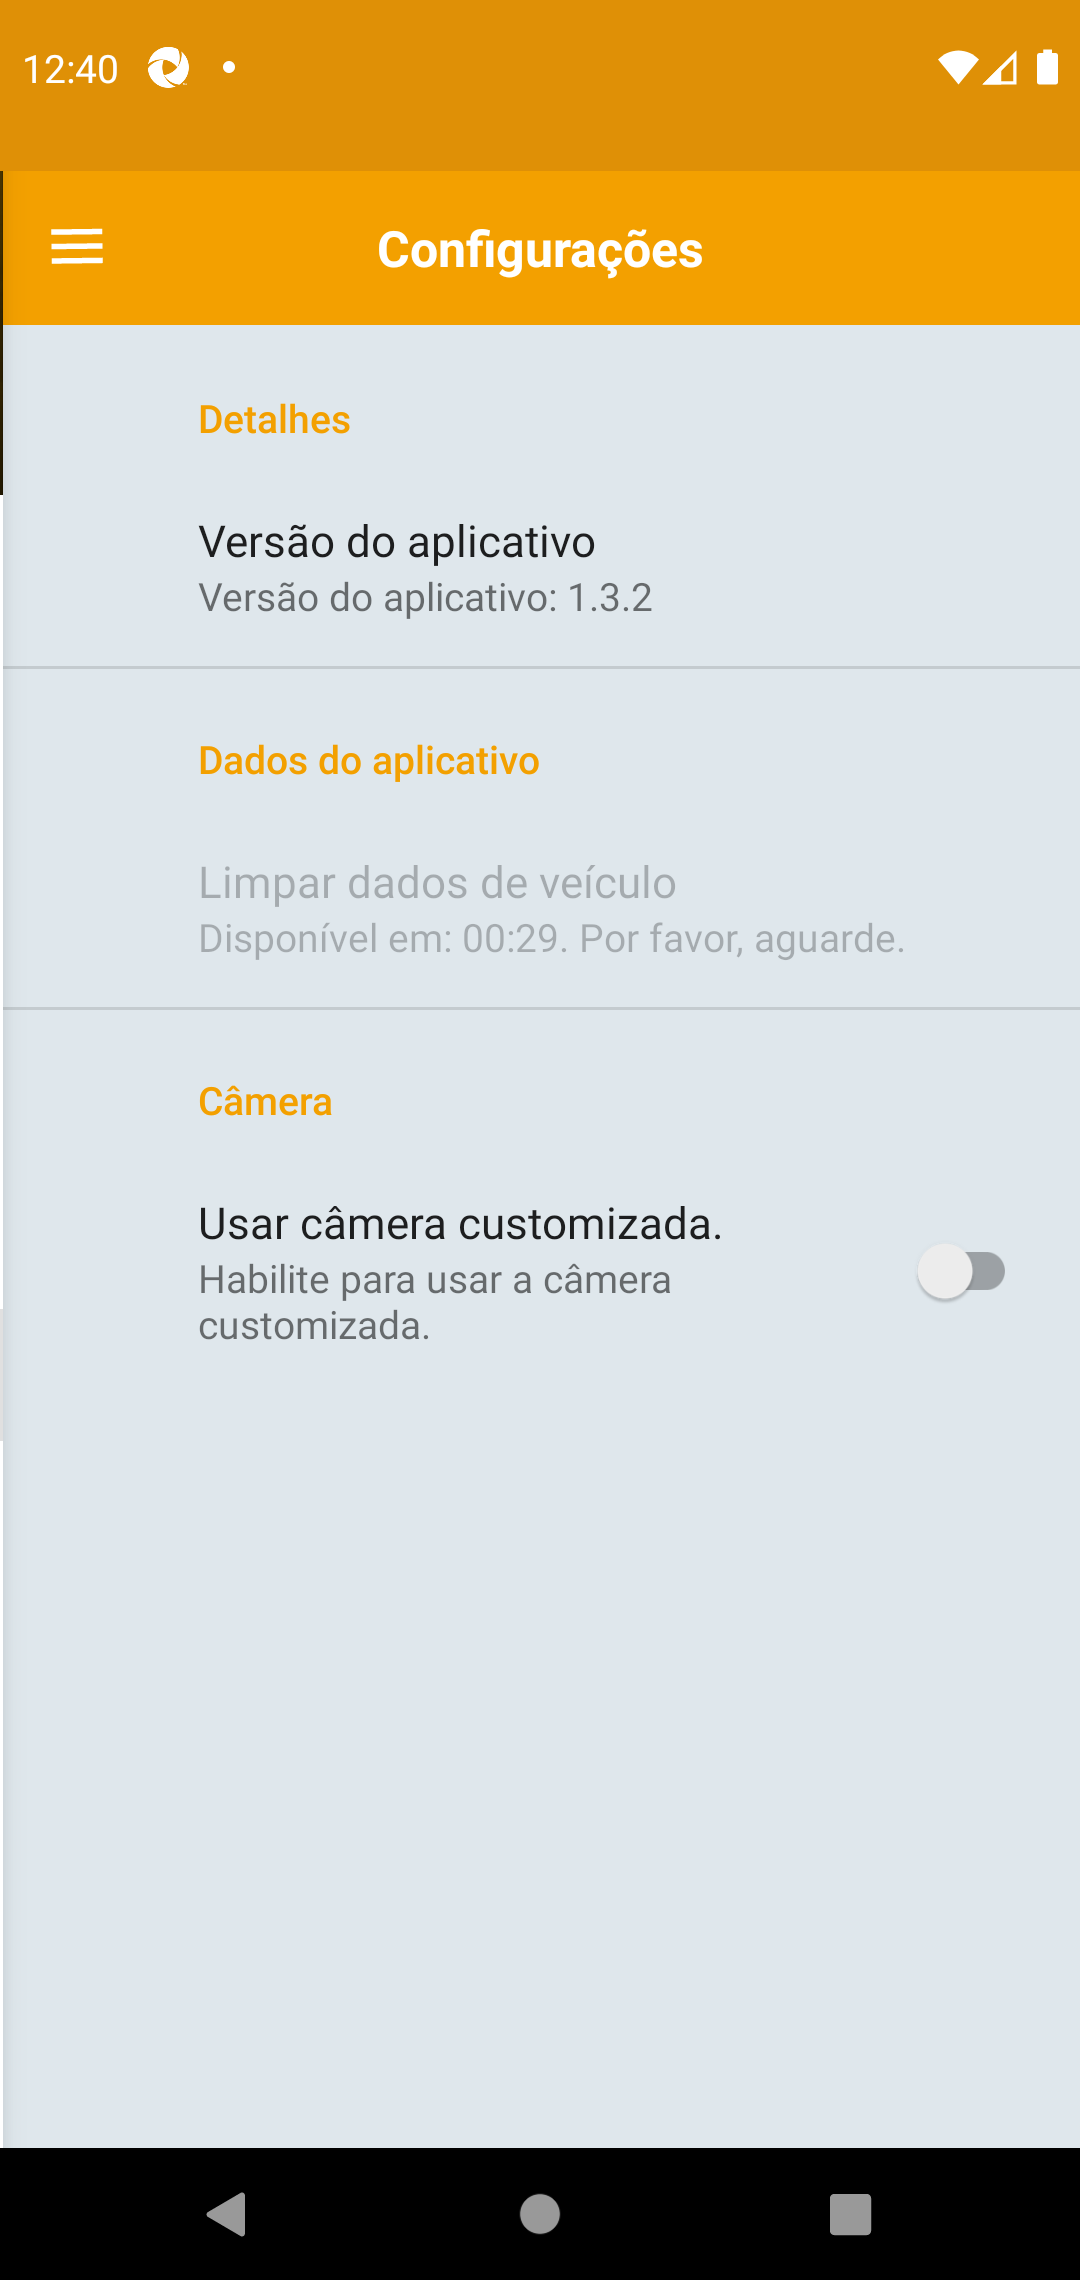 12:40
Configurações
Detalhes
Versão do aplicativo
Versão do aplicativo: 1.3.2
Dados do aplicativo
Limpar dados de veículo
Disponível em: 00:29. Por favor, aguarde.
Câmera
Usar câmera customizada.
Habilite para usar a câmera
customizada.